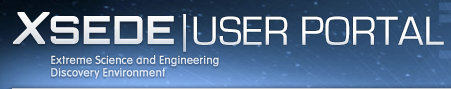 XSEDE | USER PORTAL
Extreme Science and Engineering
Discovery Environment